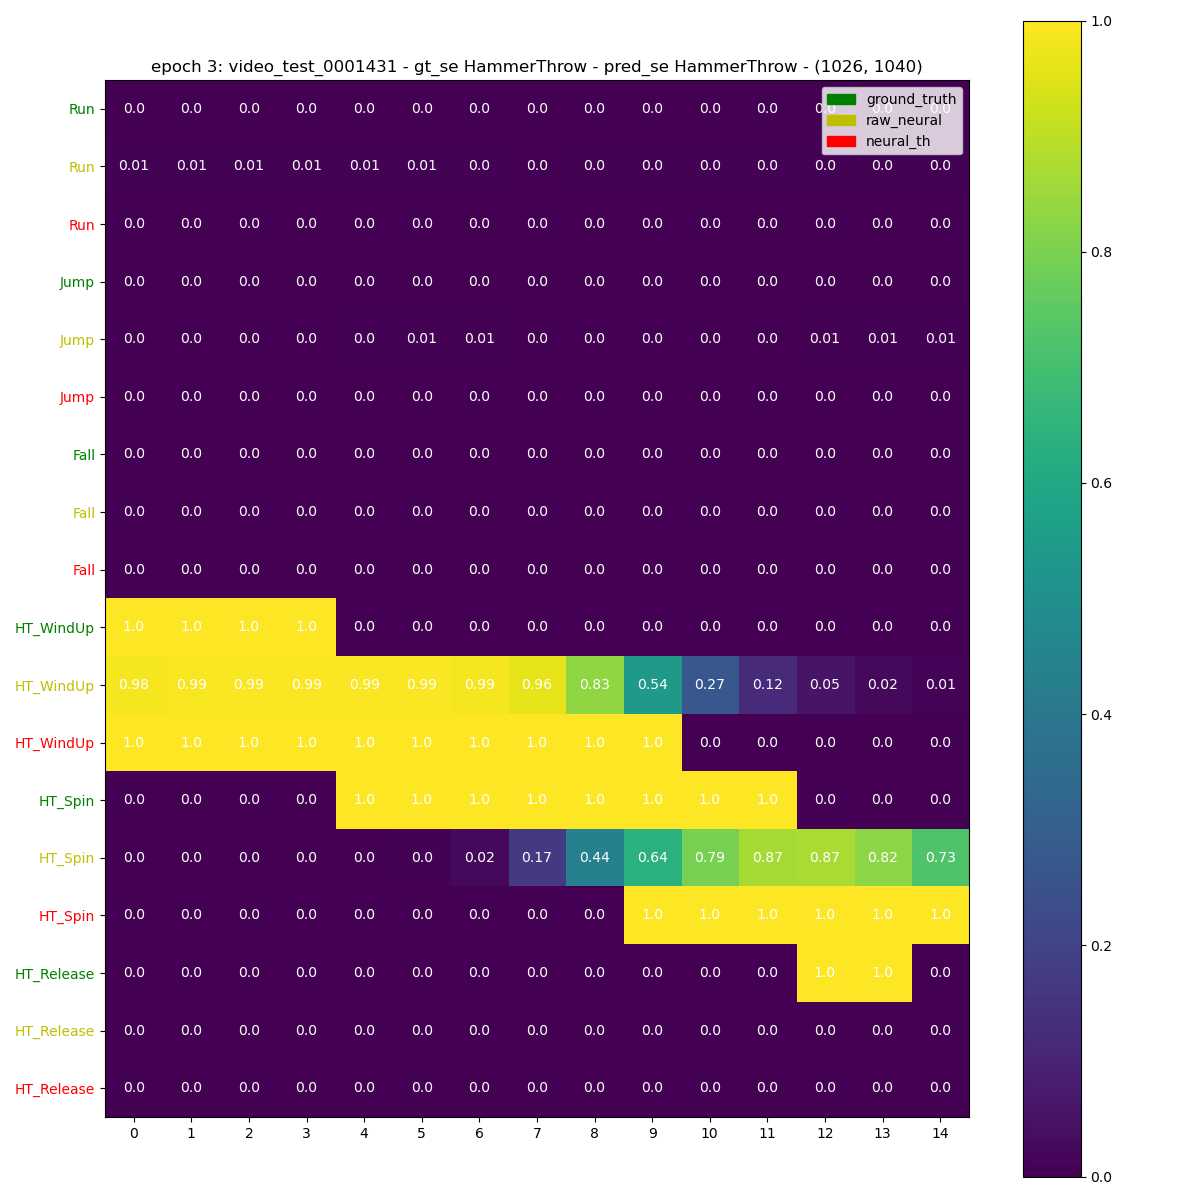 epoch 3: video_test_0001431 - gt_se HammerThrow - pred_se HammerThrow - (1026, 1040)
ground_truth
raw_neural
neural_th
Run 0.0 0.0 0.0 0.0 0.0 0.0 0.0 0.0 0.0 0.0 0.0 0.0 0.0 0.0 0.0
Run 0.01 0.01 0.01 0.01 0.01 0.01 0.0 0.0 0.0 0.0 0.0 0.0 0.0 0.0 0.0
Run 0.0 0.0 0.0 0.0 0.0 0.0 0.0 0.0 0.0 0.0 0.0 0.0 0.0 0.0 0.0
Jump 0.0 0.0 0.0 0.0 0.0 0.0 0.0 0.0 0.0 0.0 0.0 0.0 0.0 0.0 0.0
Jump 0.0 0.0 0.0 0.0 0.0 0.01 0.01 0.0 0.0 0.0 0.0 0.0 0.01 0.01 0.01
Jump 0.0 0.0 0.0 0.0 0.0 0.0 0.0 0.0 0.0 0.0 0.0 0.0 0.0 0.0 0.0
Fall 0.0 0.0 0.0 0.0 0.0 0.0 0.0 0.0 0.0 0.0 0.0 0.0 0.0 0.0 0.0
Fall 0.0 0.0 0.0 0.0 0.0 0.0 0.0 0.0 0.0 0.0 0.0 0.0 0.0 0.0 0.0
Fall 0.0 0.0 0.0 0.0 0.0 0.0 0.0 0.0 0.0 0.0 0.0 0.0 0.0 0.0 0.0
HT_WindUp 1.0 1.0 1.0 1.0 0.0 0.0 0.0 0.0 0.0 0.0 0.0 0.0 0.0 0.0 0.0
HT_WindUp 0.98 0.99 0.99 0.99 0.99 0.99 0.99 0.96 0.83 0.54 0.27 0.12 0.05 0.02 0.01
HT_WindUp 1.0 1.0 1.0 1.0 1.0 1.0 1.0 1.0 1.0 1.0 0.0 0.0 0.0 0.0 0.0
HT_Spin 0.0 0.0 0.0 0.0 1.0 1.0 1.0 1.0 1.0 1.0 1.0 1.0 0.0 0.0 0.0
HT_Spin 0.0 0.0 0.0 0.0 0.0 0.0 0.02 0.17 0.44 0.64 0.79 0.87 0.87 0.82 0.73
HT_Spin 0.0 0.0 0.0 0.0 0.0 0.0 0.0 0.0 0.0 1.0 1.0 1.0 1.0 1.0 1.0
HT_Release 0.0 0.0 0.0 0.0 0.0 0.0 0.0 0.0 0.0 0.0 0.0 0.0 1.0 1.0 0.0
HT_Release 0.0 0.0 0.0 0.0 0.0 0.0 0.0 0.0 0.0 0.0 0.0 0.0 0.0 0.0 0.0
HT_Release 0.0 0.0 0.0 0.0 0.0 0.0 0.0 0.0 0.0 0.0 0.0 0.0 0.0 0.0 0.0
0 1 2 3 4 5 6 7 8 9 10 11 12 13 14
1.0
0.8
0.6
0.4
0.2
0.0